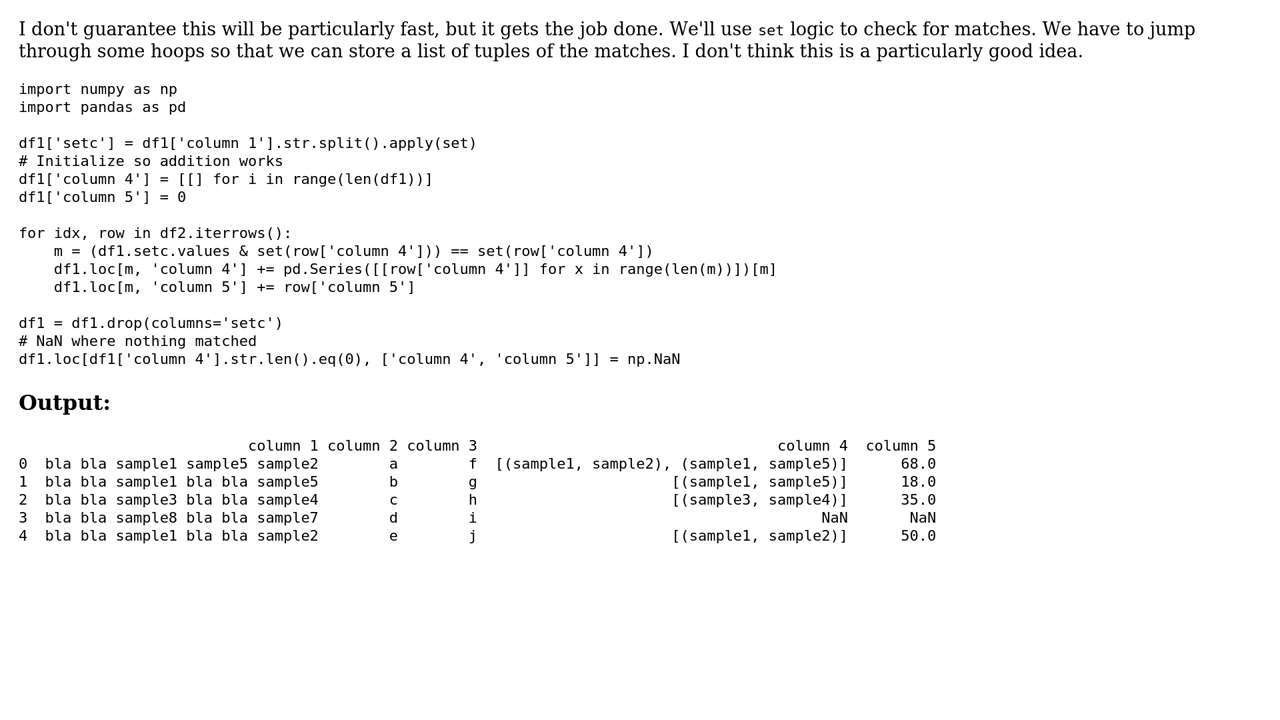 I don't guarantee this will be particularly fast, but it gets the job done. We'll use set logic to check for matches. We have to jump
through some hoops so that we can store a list of tuples of the matches. I don't think this is a particularly good idea.
import numpy as np
import pandas as pd
df1['setc'] = df1['column 1'].str.split().apply(set)
# Initialize so addition works
df1['column 4'] = [[] for i in range(len(df1))]
df1['column 5'] = 0
for idx, row in df2.iterrows():
    m = (df1.setc.values & set(row['column 4'])) == set(row['column 4'])
    df1.loc[m, 'column 4'] += pd.Series([[row['column 4']] for x in range(len(m))])[m]
    df1.loc[m, 'column 5'] += row['column 5']
df1 = df1.drop(columns='setc')
# NaN where nothing matched
df1.loc[df1['column 4'].str.len().eq(0), ['column 4', 'column 5']] = np.NaN
Output:
                          column 1 column 2 column 3                                  column 4  column 5
0  bla bla sample1 sample5 sample2        a        f  [(sample1, sample2), (sample1, sample5)]      68.0
1  bla bla sample1 bla bla sample5        b        g                      [(sample1, sample5)]      18.0
2  bla bla sample3 bla bla sample4        c        h                      [(sample3, sample4)]      35.0
3  bla bla sample8 bla bla sample7        d        i                                       NaN       NaN
4  bla bla sample1 bla bla sample2        e        j                      [(sample1, sample2)]      50.0